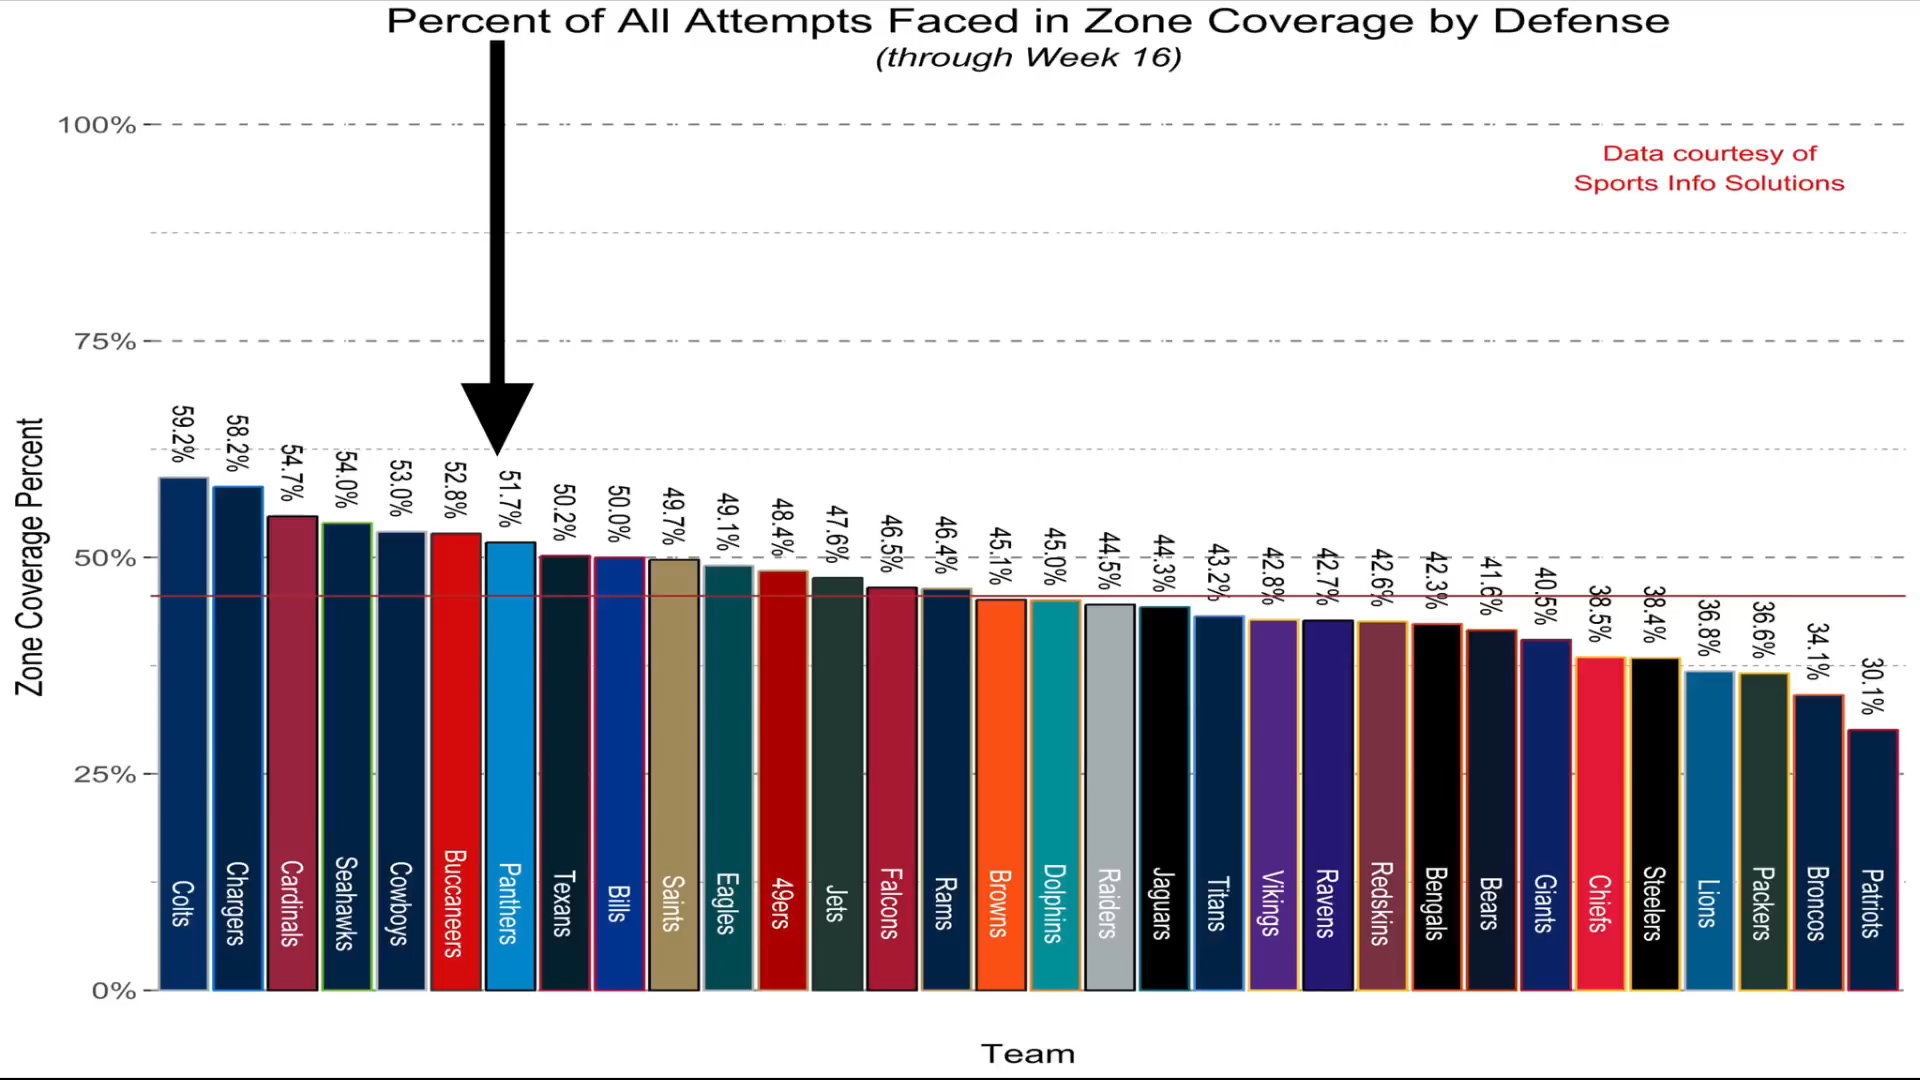 Percent of All Attempts Faced in Zone Coverage by Defense
(through Week 16)
Data courtesy of
Sports Info Solutions
Zone Coverage Percent
100%
75%
50%
25%
0%
59.2%
58.2%
54.7%
54.0%
53.0%
52.8%
51.7%
50.2%
50.0%
49.7%
49.1%
48.4%
47.6%
46.5%
46.4%
45.1%
45.0%
44.5%
44.3%
43.2%
42.8%
42.7%
42.6%
42.3%
41.6%
40.5%
38.5%
38.4%
36.8%
36.6%
34.1%
30.1%
Colts
Chargers
Cardinals
Seahawks
Cowboys
Buccaneers
Panthers
Texans
Bills
Saints
Eagles
49ers
Jets
Falcons
Rams
Browns
Dolphins
Raiders
Jaguars
Titans
Vikings
Ravens
Redskins
Bengals
Bears
Giants
Chiefs
Steelers
Lions
Packers
Broncos
Patriots
Team